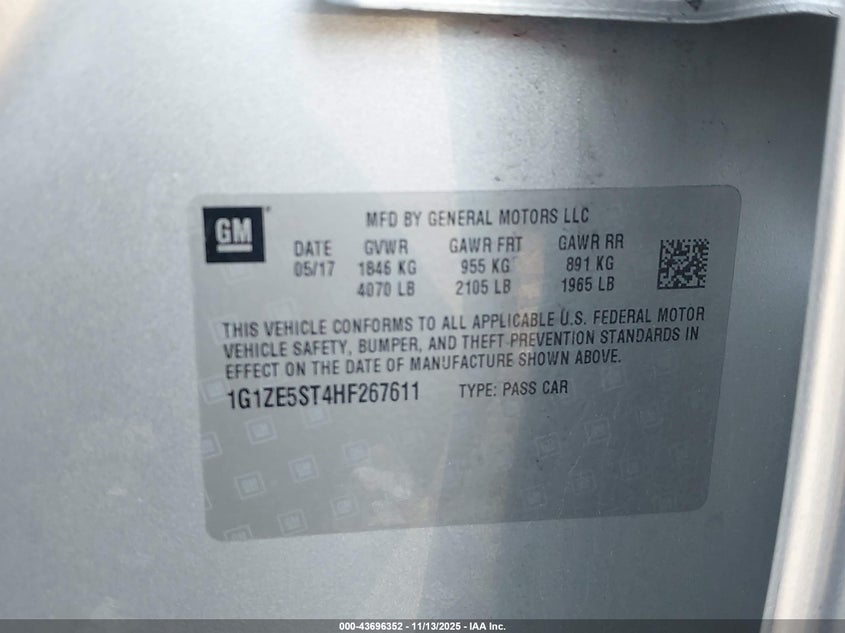 GM
MFD BY GENERAL MOTORS LLC
DATE GVWR GAWR FRT GAWR RR
05/17 1846 KG 955 KG 891 KG
4070 LB 2105 LB 1965 LB
THIS VEHICLE CONFORMS TO ALL APPLICABLE U.S. FEDERAL MOTOR
VEHICLE SAFETY, BUMPER, AND THEFT PREVENTION STANDARDS IN
EFFECT ON THE DATE OF MANUFACTURE SHOWN ABOVE.
1G1ZE5ST4HF267611 TYPE: PASS CAR
000-43696352 - 11/13/2025 - IAA Inc.